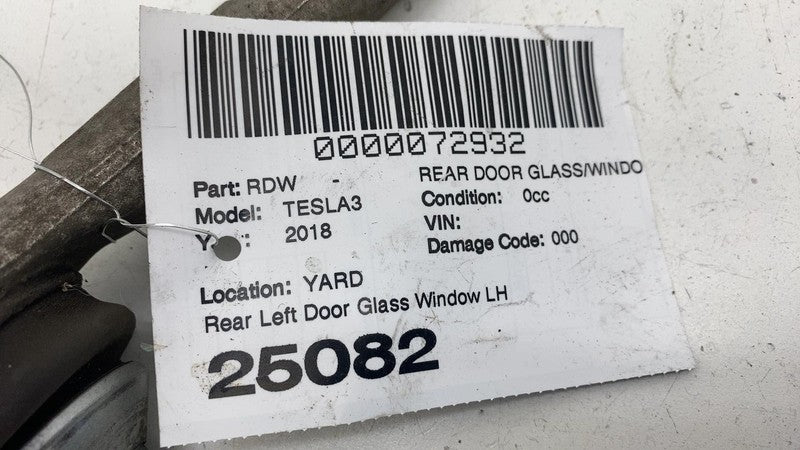 0000072932
Part: RDW - REAR DOOR GLASS/WINDO
Model: TESLA3 Condition: 0cc
2018 VIN:
Damage Code: 000
Location: YARD
Rear Left Door Glass Window LH
25082